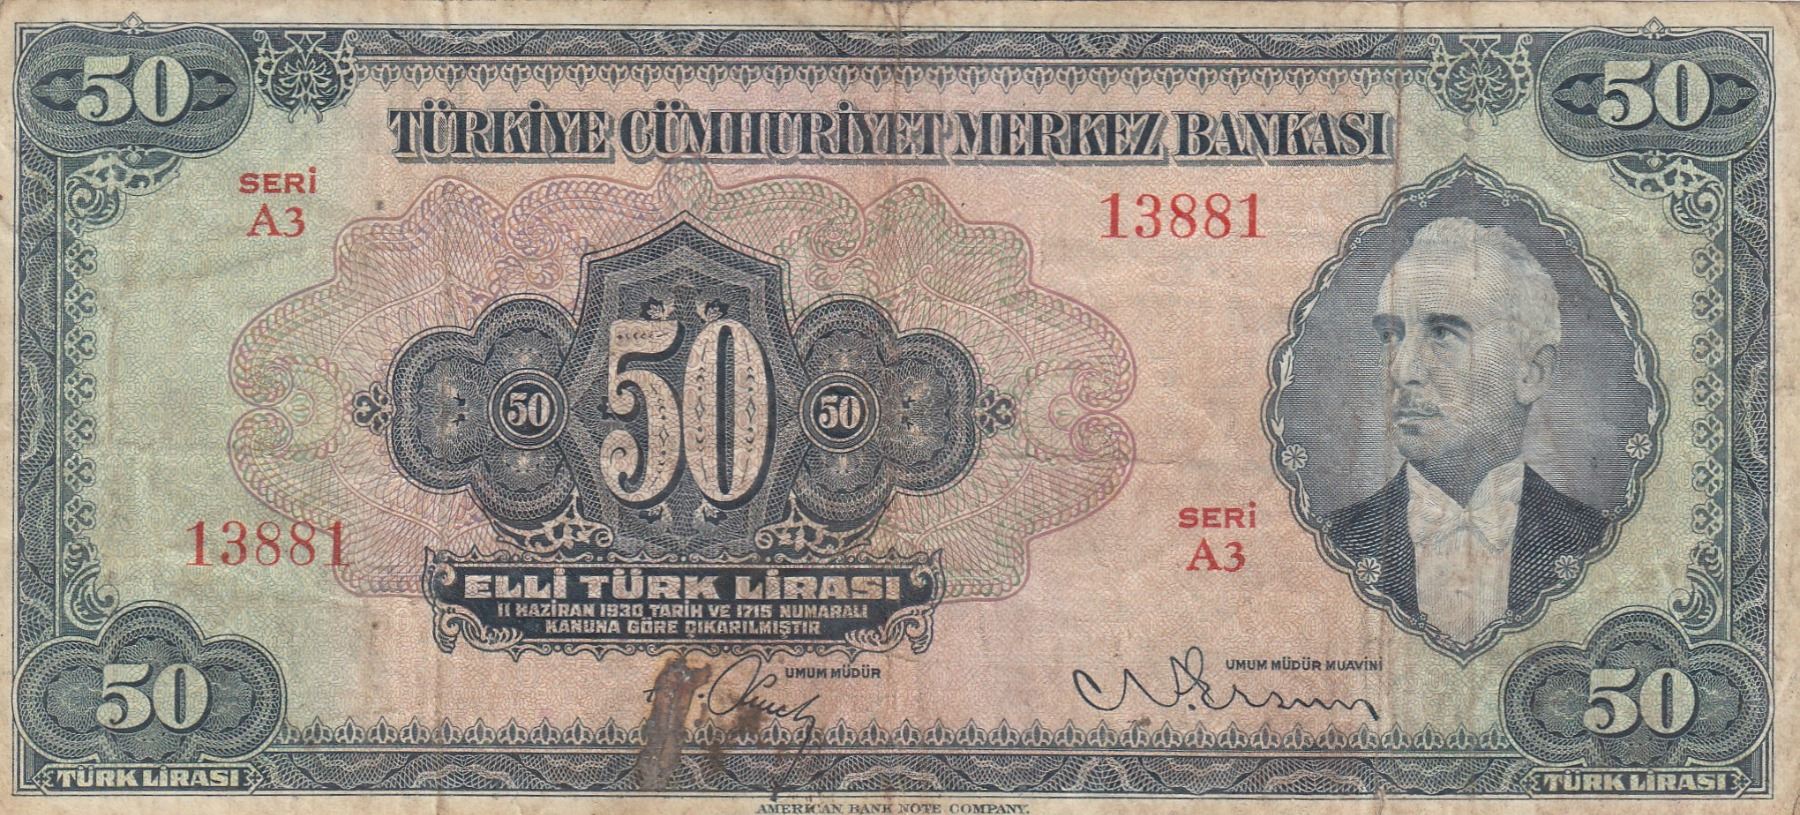 50 50
TÜRKİYE CÜMHURİYET MERKEZ BANKASI
SERİ
A3
13881
50
50 50
13881
SERİ
A3
ELLİ TÜRK LİRASI
11 HAZİRAN 1930 TARİH VE 1715 NUMARALI
KANUNA GÖRE ÇIKARILMIŞTIR
UMUM MÜDÜR
UMUM MÜDÜR MUAVİNİ
50 50
TÜRK LİRASI TÜRK LİRASI
AMERICAN BANK NOTE COMPANY.